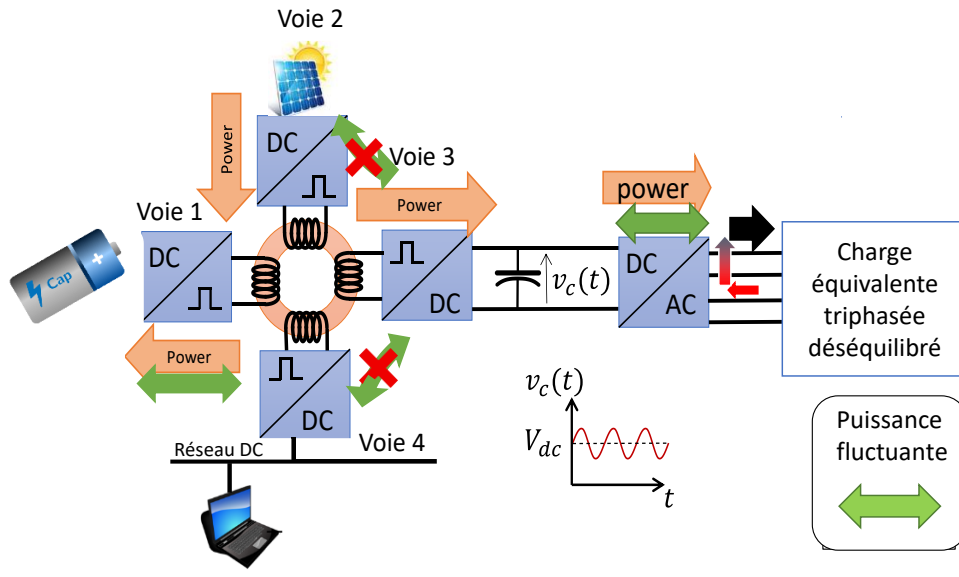 Voie 2
Power
DC
Voie 3
Power
power
Voie 1
DC
Cap
DC
v_c(t)
DC
AC
Charge
équivalente
triphasée
déséquilibré
Power
DC
Voie 4
Réseau DC
v_c(t)
V_dc
t
Puissance
fluctuante